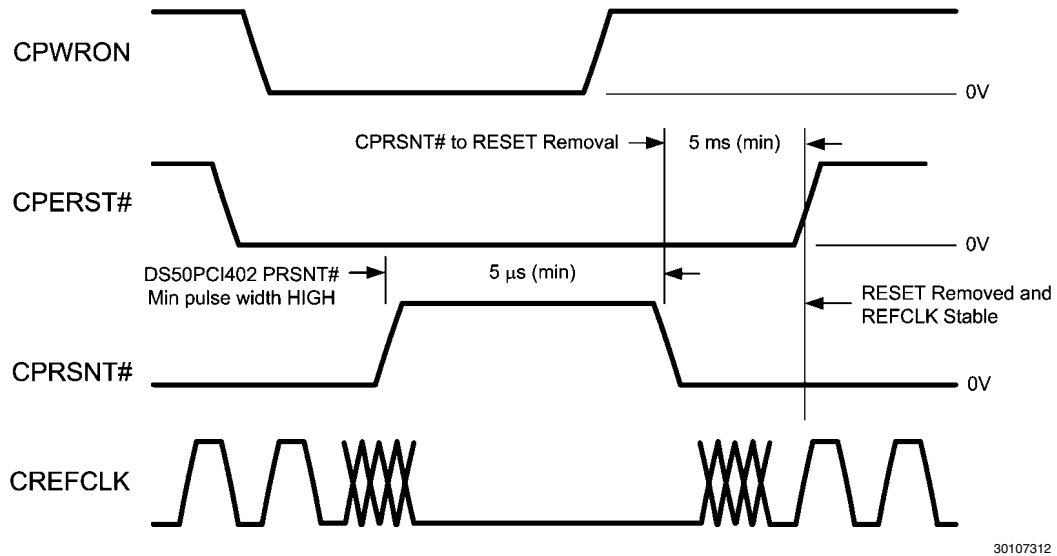 CPWRON
0V
CPRSNT# to RESET Removal
5 ms (min)
CPERST#
0V
DS50PCI402 PRSNT#
Min pulse width HIGH
5 µs (min)
RESET Removed and
REFCLK Stable
CPRSNT#
0V
CREFCLK
30107312